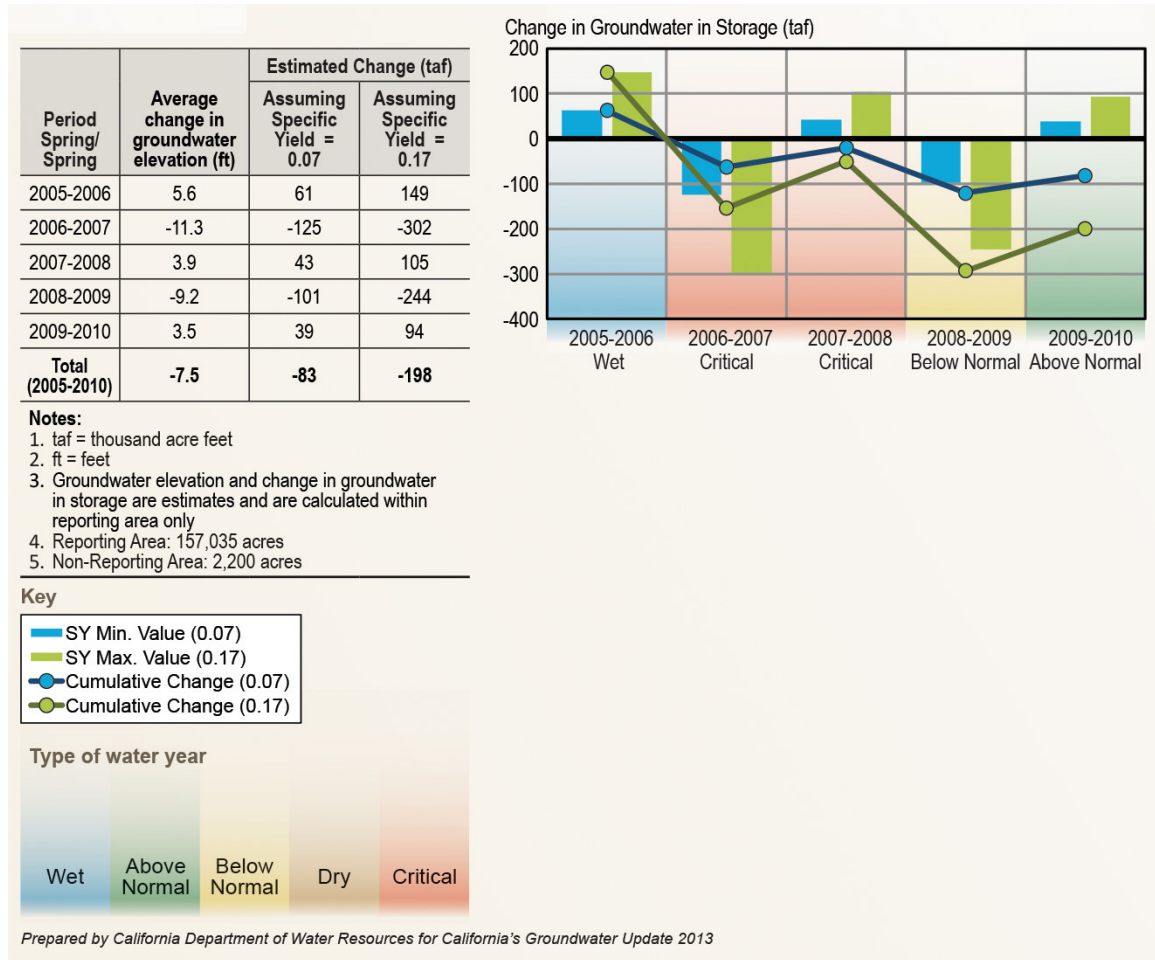 Period
Spring/
Spring
Average
change in
groundwater
elevation (ft)
Estimated Change (taf)
Assuming
Specific
Yield =
0.07
Assuming
Specific
Yield =
0.17
2005-2006 5.6 61 149
2006-2007 -11.3 -125 -302
2007-2008 3.9 43 105
2008-2009 -9.2 -101 -244
2009-2010 3.5 39 94
Total
(2005-2010) -7.5 -83 -198
Notes:
1. taf = thousand acre feet
2. ft = feet
3. Groundwater elevation and change in groundwater
in storage are estimates and are calculated within
reporting area only
4. Reporting Area: 157,035 acres
5. Non-Reporting Area: 2,200 acres
Change in Groundwater in Storage (taf)
200
100
0
-100
-200
-300
-400
2005-2006 2006-2007 2007-2008 2008-2009 2009-2010
Wet Critical Critical Below Normal Above Normal
Key
SY Min. Value (0.07)
SY Max. Value (0.17)
Cumulative Change (0.07)
Cumulative Change (0.17)
Type of water year
Wet
Above
Normal
Below
Normal
Dry
Critical
Prepared by California Department of Water Resources for California's Groundwater Update 2013